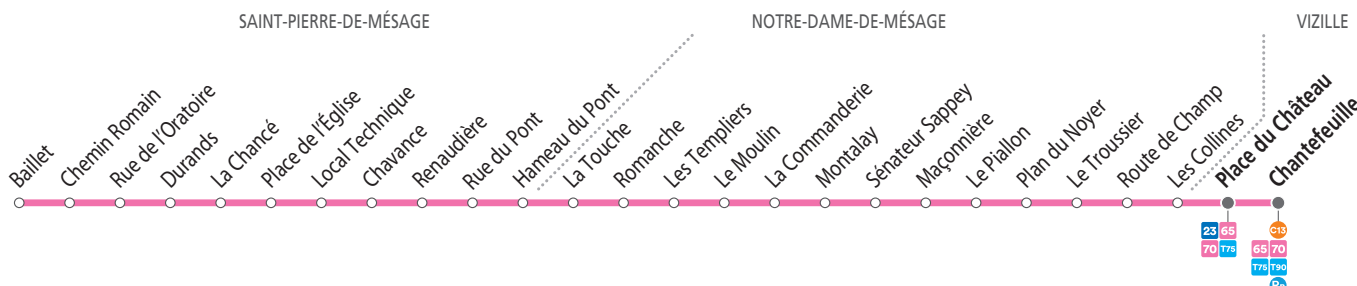 SAINT-PIERRE-DE-MÉSAGE
NOTRE-DAME-DE-MÉSAGE
VIZILLE
Baillet
Chemin Romain
Rue de l'Oratoire
Durands
La Chancé
Place de l'Église
Local Technique
Chavance
Renaudière
Rue du Pont
Hameau du Pont
La Touche
Romanche
Les Templiers
Le Moulin
La Commanderie
Montalay
Sénateur Sappey
Maçonnière
Le Piallon
Plan du Noyer
Le Troussier
Route de Champ
Les Collines
Place du Château
Chantefeuille
23 65
70 T75
C13
65 70
T75 T90